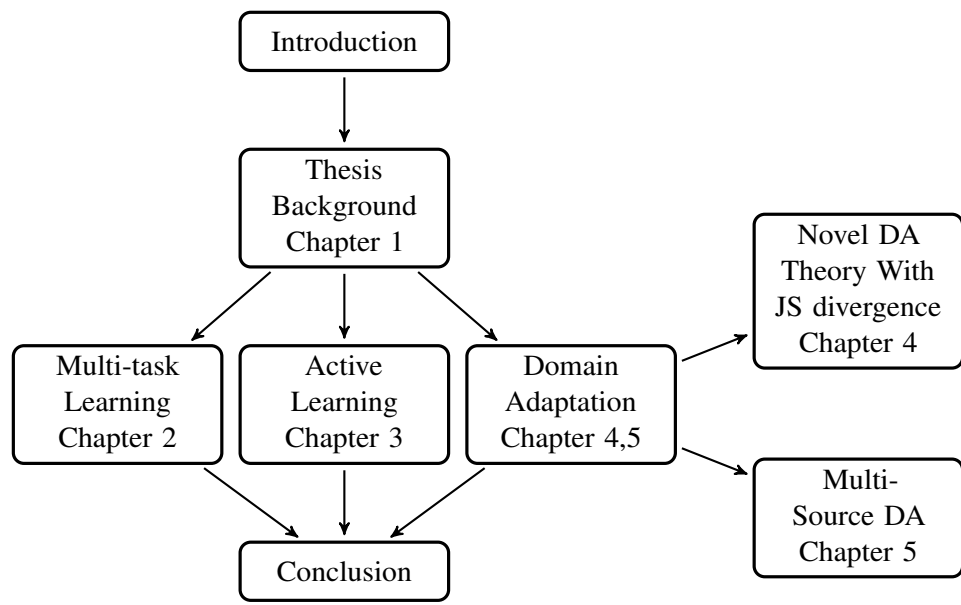 Introduction
Thesis
Background
Chapter 1
Multi-task
Learning
Chapter 2
Active
Learning
Chapter 3
Domain
Adaptation
Chapter 4,5
Novel DA
Theory With
JS divergence
Chapter 4
Multi-
Source DA
Chapter 5
Conclusion